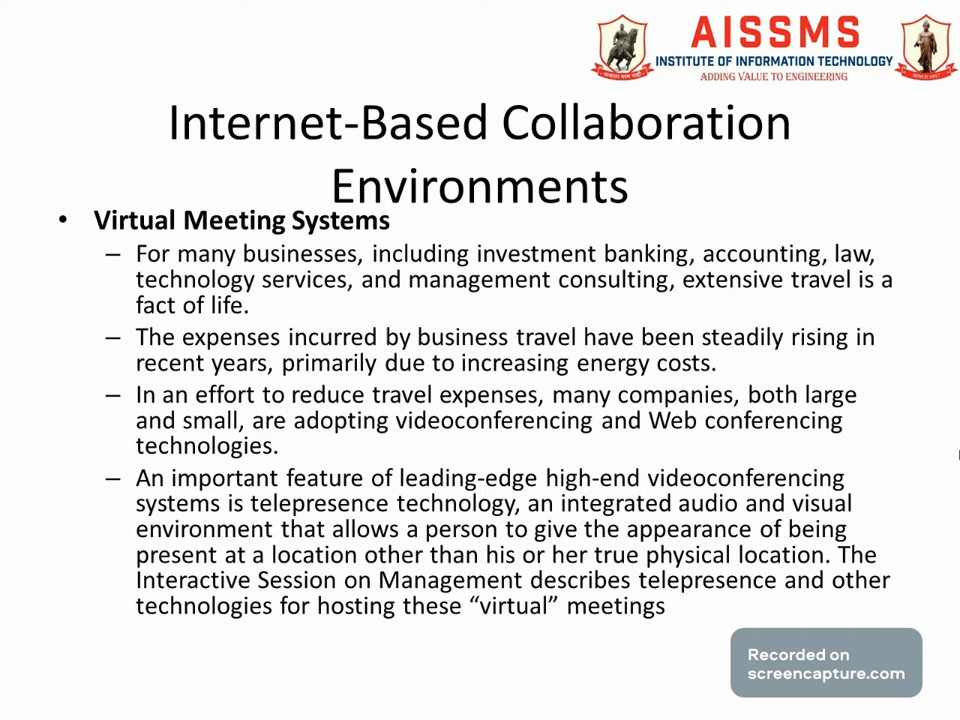 AISSMS
INSTITUTE OF INFORMATION TECHNOLOGY
ADDING VALUE TO ENGINEERING
SINCE 1917
Internet-Based Collaboration
Environments
• Virtual Meeting Systems
– For many businesses, including investment banking, accounting, law,
technology services, and management consulting, extensive travel is a
fact of life.
– The expenses incurred by business travel have been steadily rising in
recent years, primarily due to increasing energy costs.
– In an effort to reduce travel expenses, many companies, both large
and small, are adopting videoconferencing and Web conferencing
technologies.
– An important feature of leading-edge high-end videoconferencing
systems is telepresence technology, an integrated audio and visual
environment that allows a person to give the appearance of being
present at a location other than his or her true physical location. The
Interactive Session on Management describes telepresence and other
technologies for hosting these “virtual” meetings
Recorded on
screencapture.com